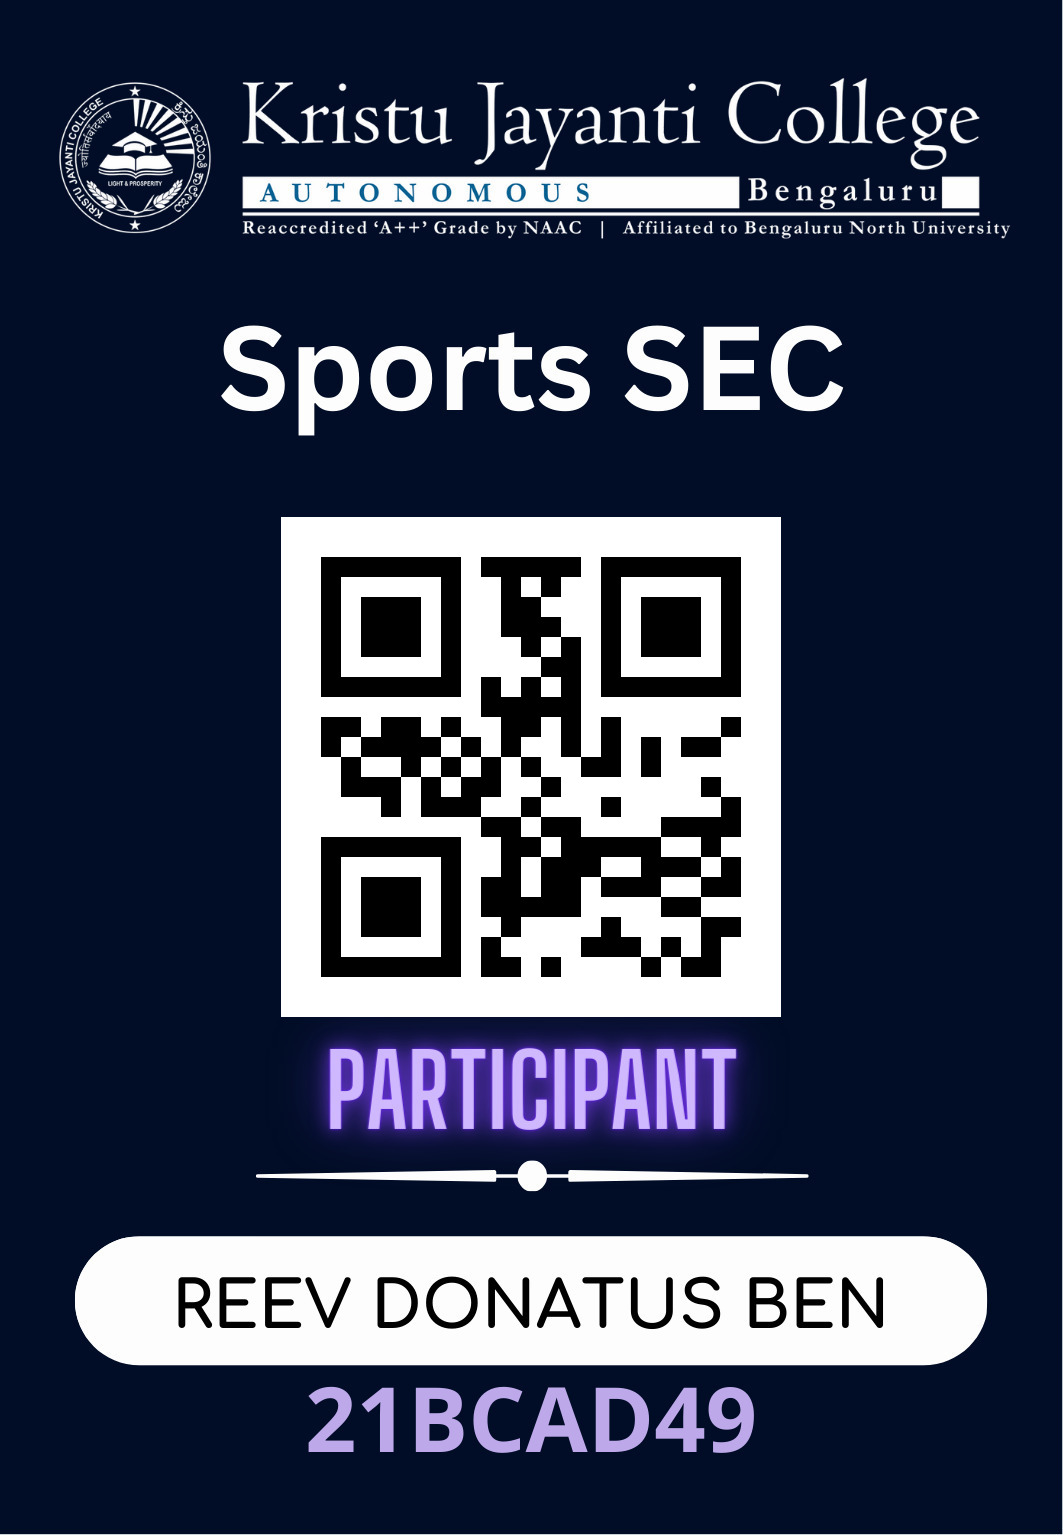 KRISTU JAYANTI COLLEGE
LIGHT & PROSPERITY
Kristu Jayanti College
AUTONOMOUS Bengaluru
Reaccredited ‘A++’ Grade by NAAC | Affiliated to Bengaluru North University
Sports SEC
PARTICIPANT
REEV DONATUS BEN
21BCAD49